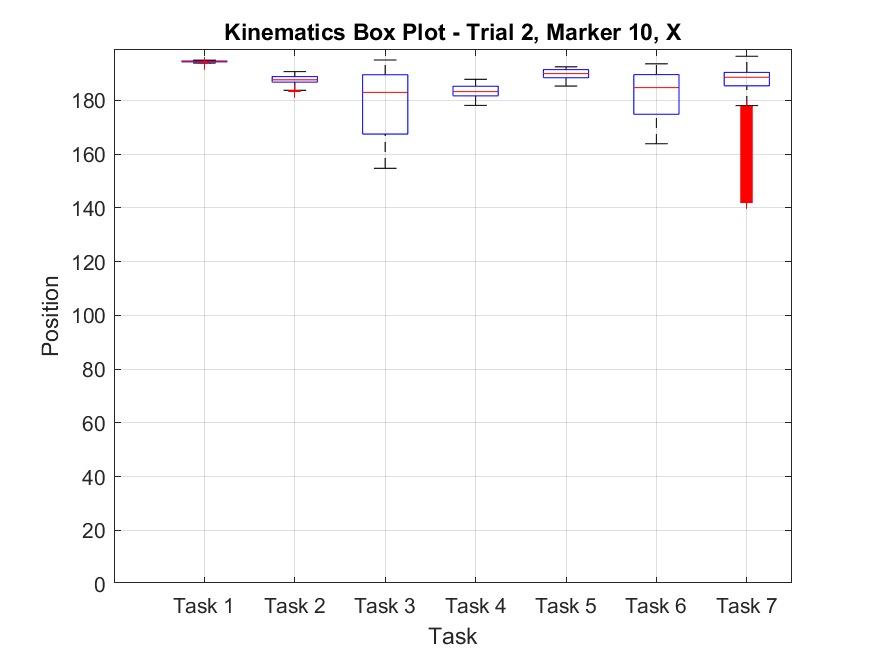 Kinematics Box Plot - Trial 2, Marker 10, X
180
160
140
120
100
80
60
40
20
0
Position
Task 1 Task 2 Task 3 Task 4 Task 5 Task 6 Task 7
Task